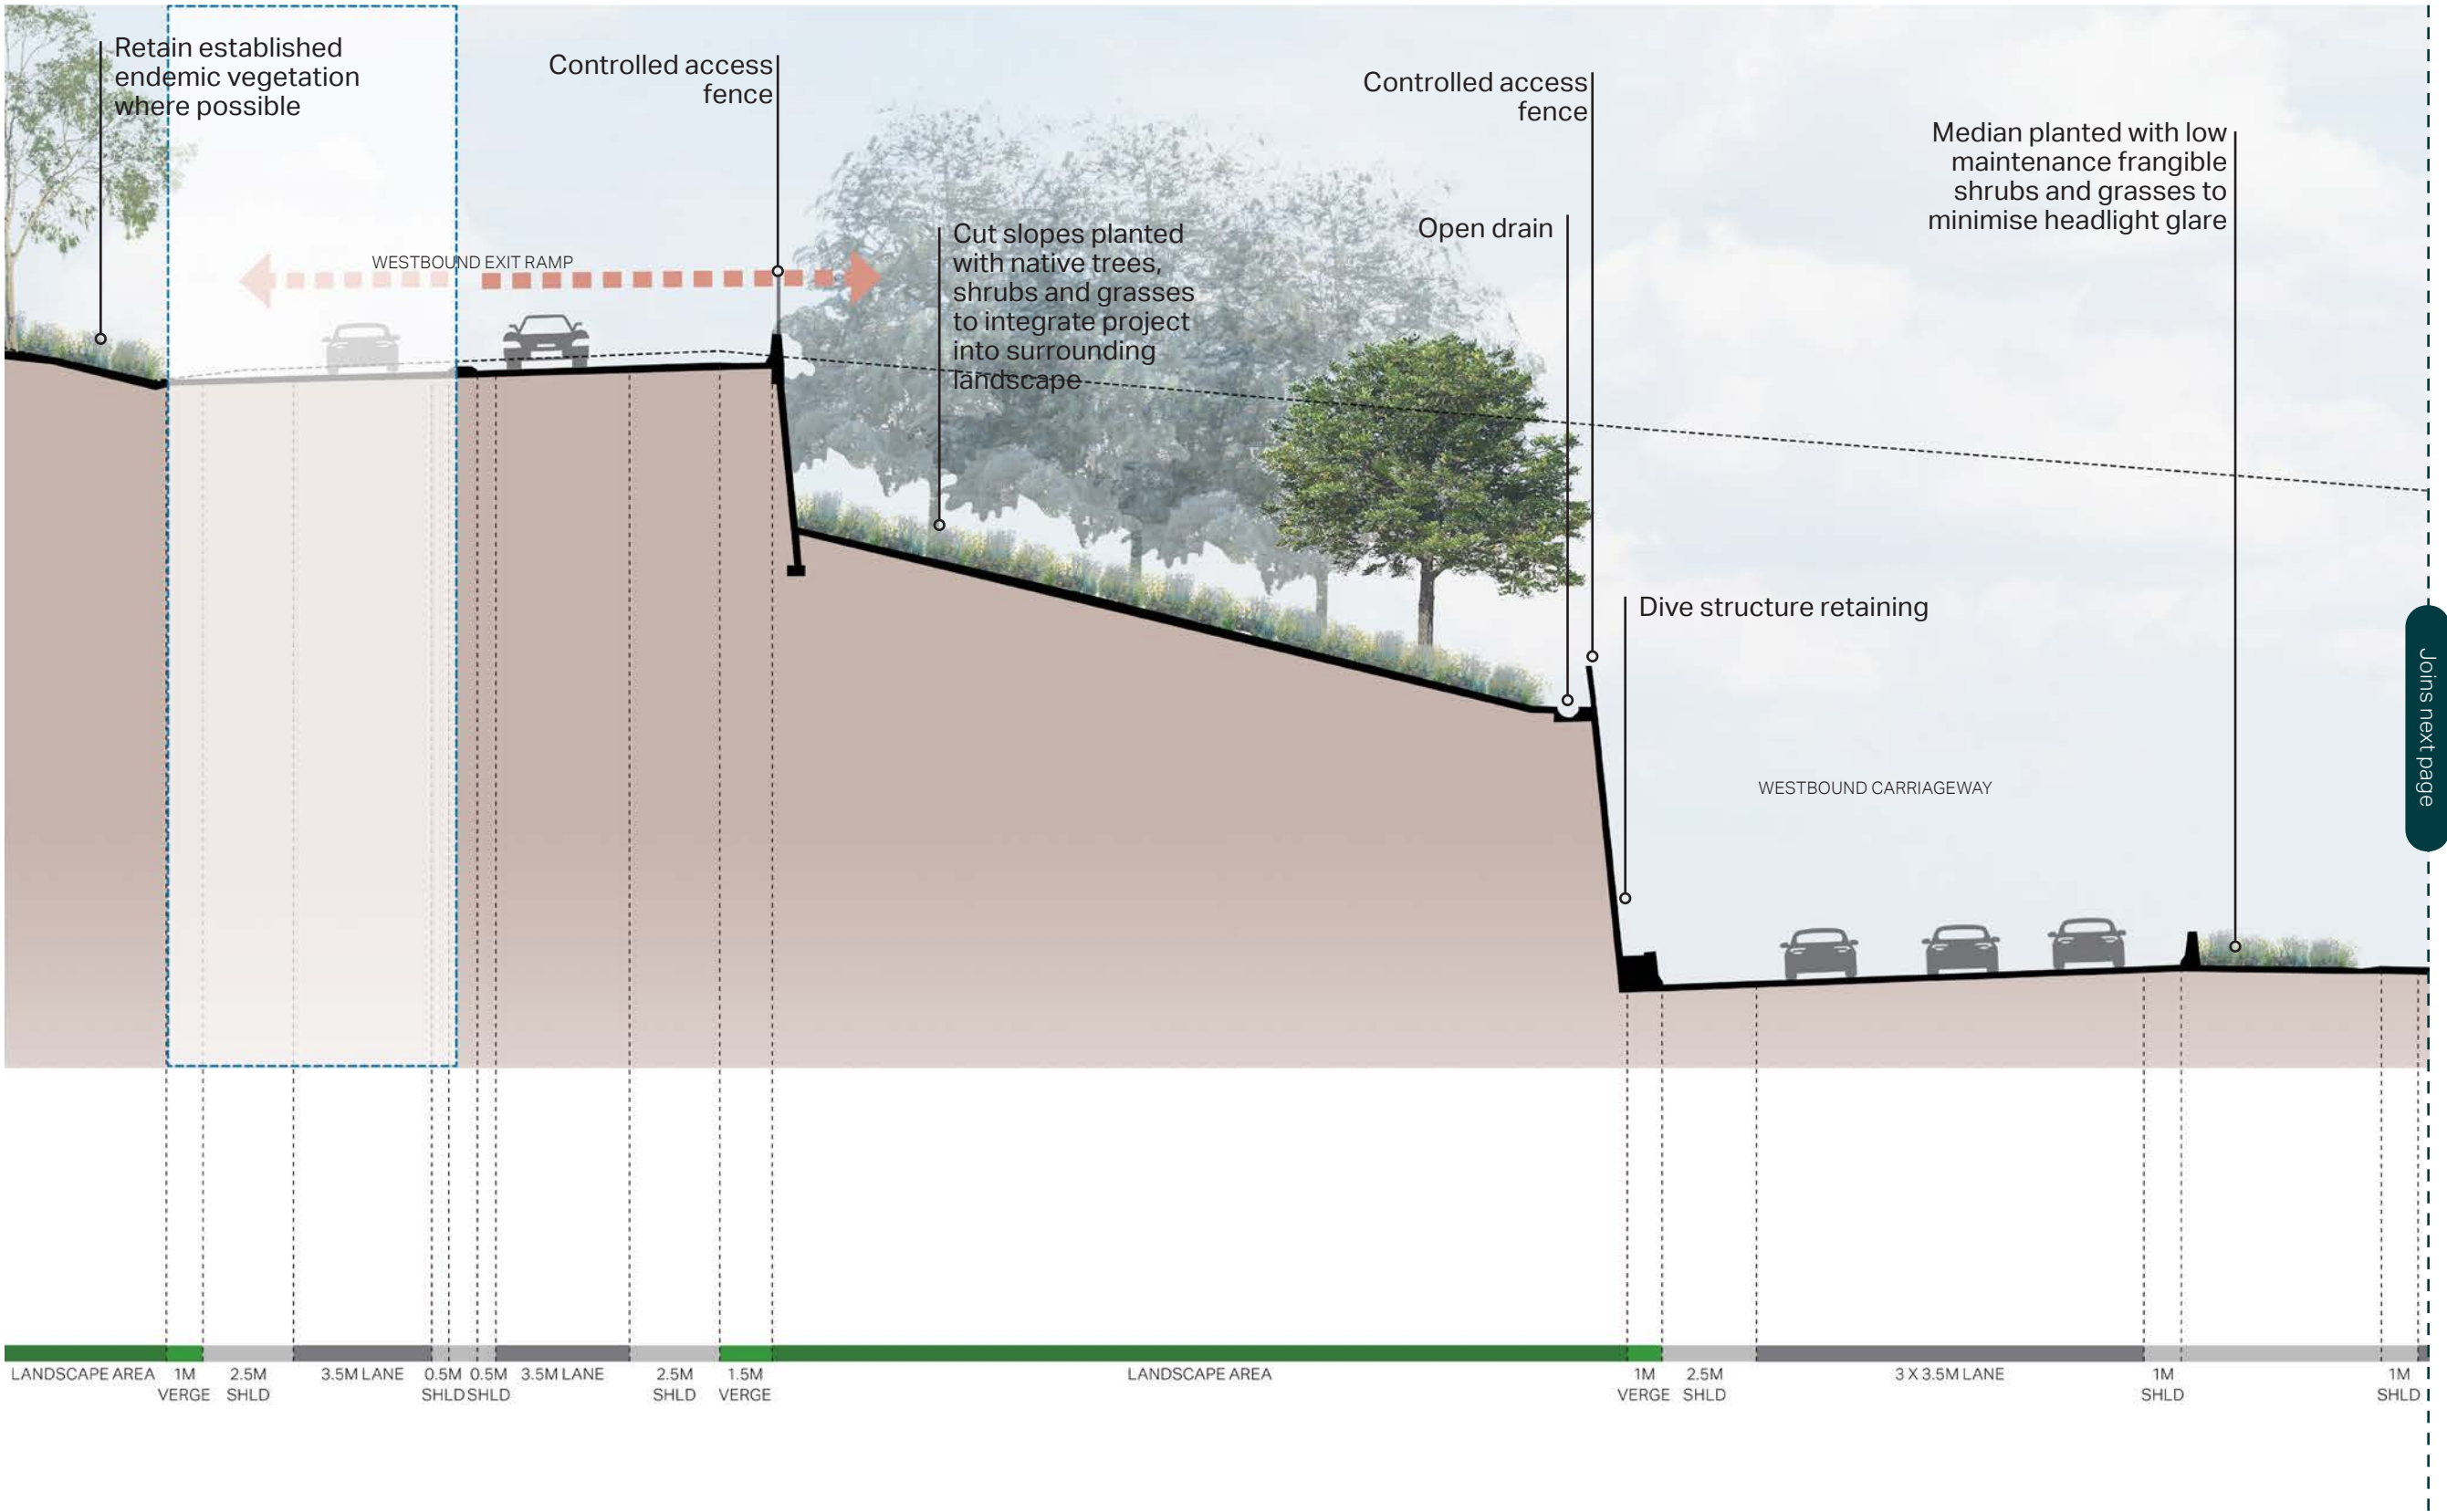 Retain established
endemic vegetation
where possible
Controlled access
fence
Controlled access
fence
Median planted with low
maintenance frangible
shrubs and grasses to
minimise headlight glare
Cut slopes planted
with native trees,
shrubs and grasses
to integrate project
into surrounding
landscape
Open drain
WESTBOUND EXIT RAMP
Dive structure retaining
WESTBOUND CARRIAGEWAY
Joins next page
LANDSCAPE AREA
1M
VERGE
2.5M
SHLD
3.5M LANE
0.5M
SHLD
0.5M
SHLD
3.5M LANE
2.5M
SHLD
1.5M
VERGE
LANDSCAPE AREA
1M
VERGE
2.5M
SHLD
3 X 3.5M LANE
1M
SHLD
1M
SHLD